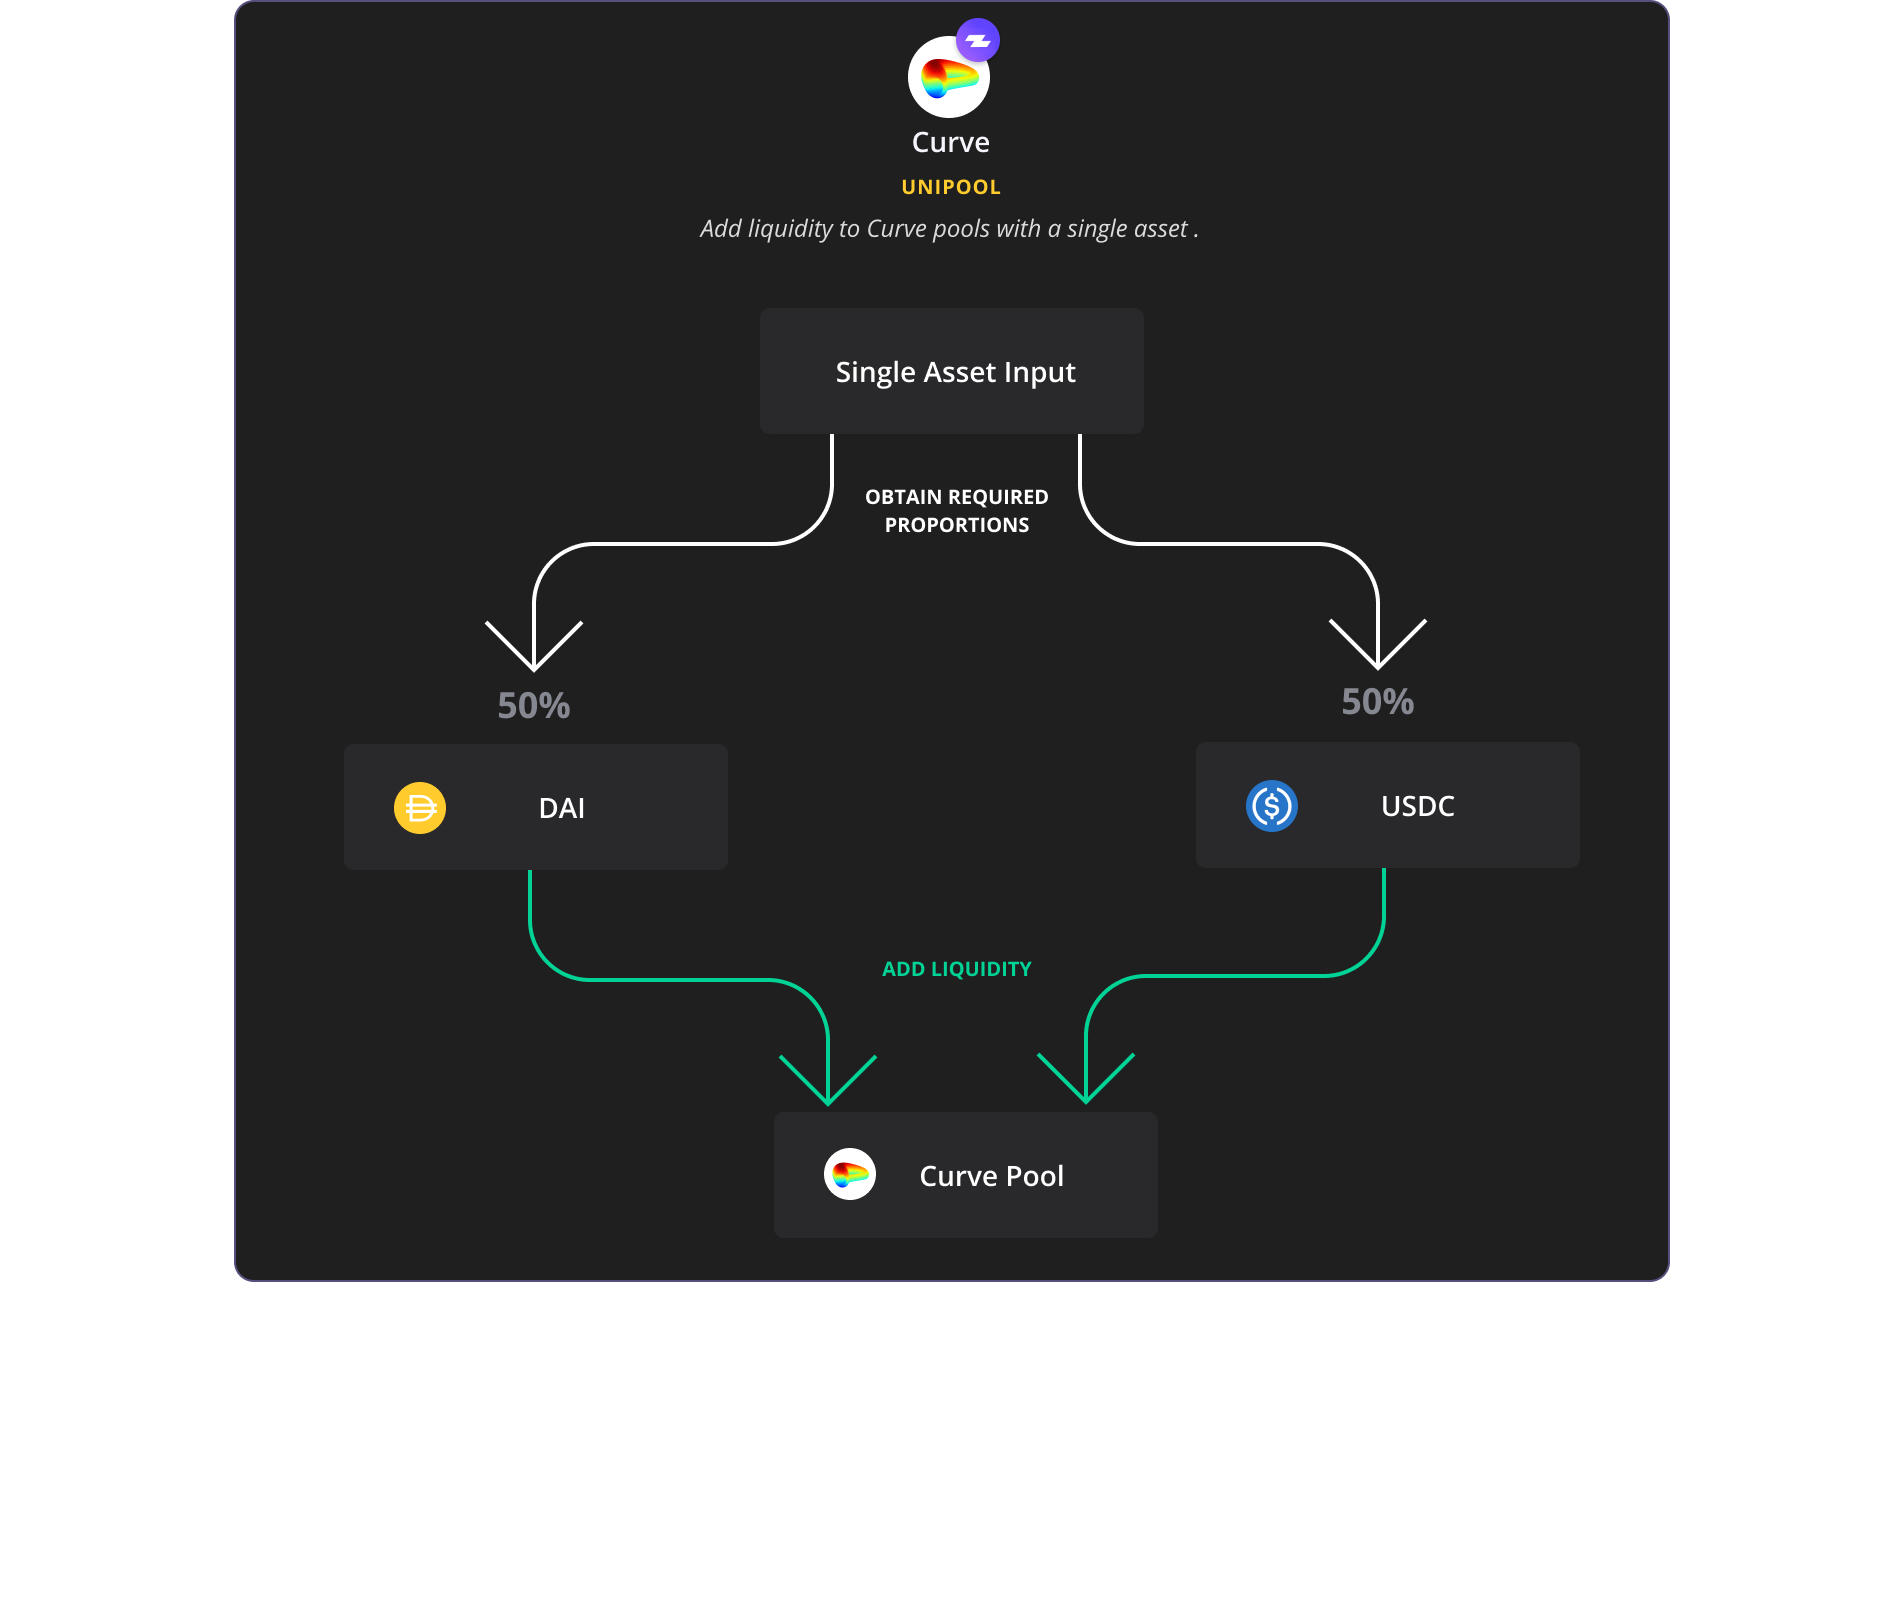 Curve
UNIPOOL
Add liquidity to Curve pools with a single asset .
Single Asset Input
OBTAIN REQUIRED
PROPORTIONS
50%
50%
DAI
USDC
ADD LIQUIDITY
Curve Pool